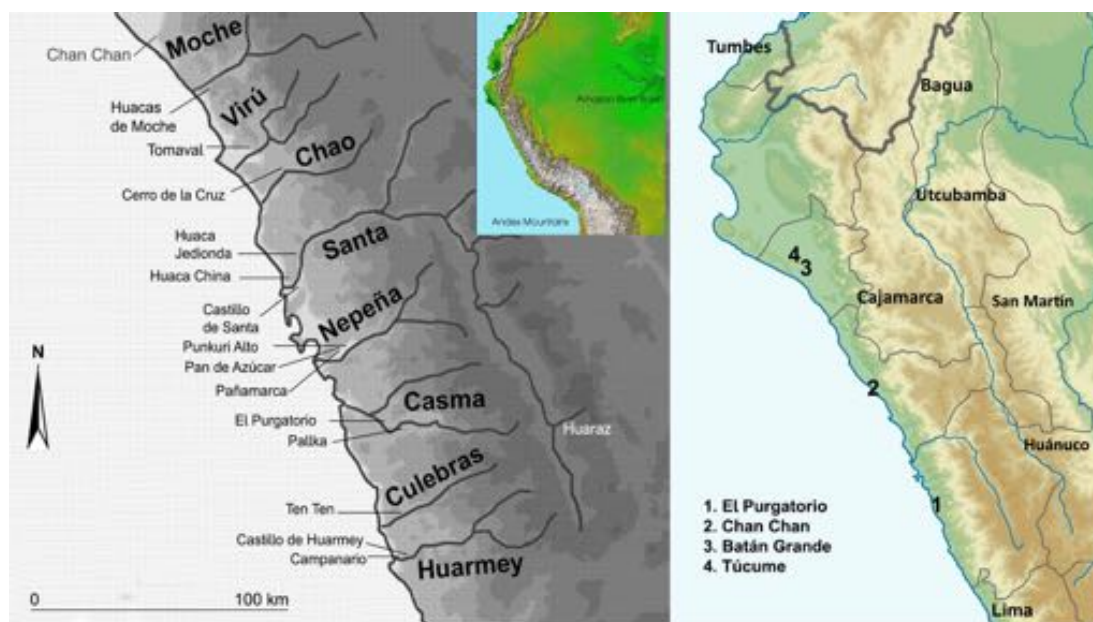 Chan Chan
Moche
Huacas
de Moche
Virú
Tomaval
Chao
Cerro de la Cruz
Huaca
Jedionda
Santa
Huaca China
Castillo
de Santa
Nepeña
Punkuri Alto
Pan de Azúcar
Pañamarca
Casma
El Purgatorio
Pallka
Huaraz
Culebras
Ten Ten
Castillo de Huarmey
Campanario
Huarmey
N
0 100 km
Amazon River Basin
Andes Mountains
Tumbes
Bagua
Utcubamba
4
3
Cajamarca
San Martín
2
Huánuco
1
1. El Purgatorio
2. Chan Chan
3. Batán Grande
4. Túcume
Lima